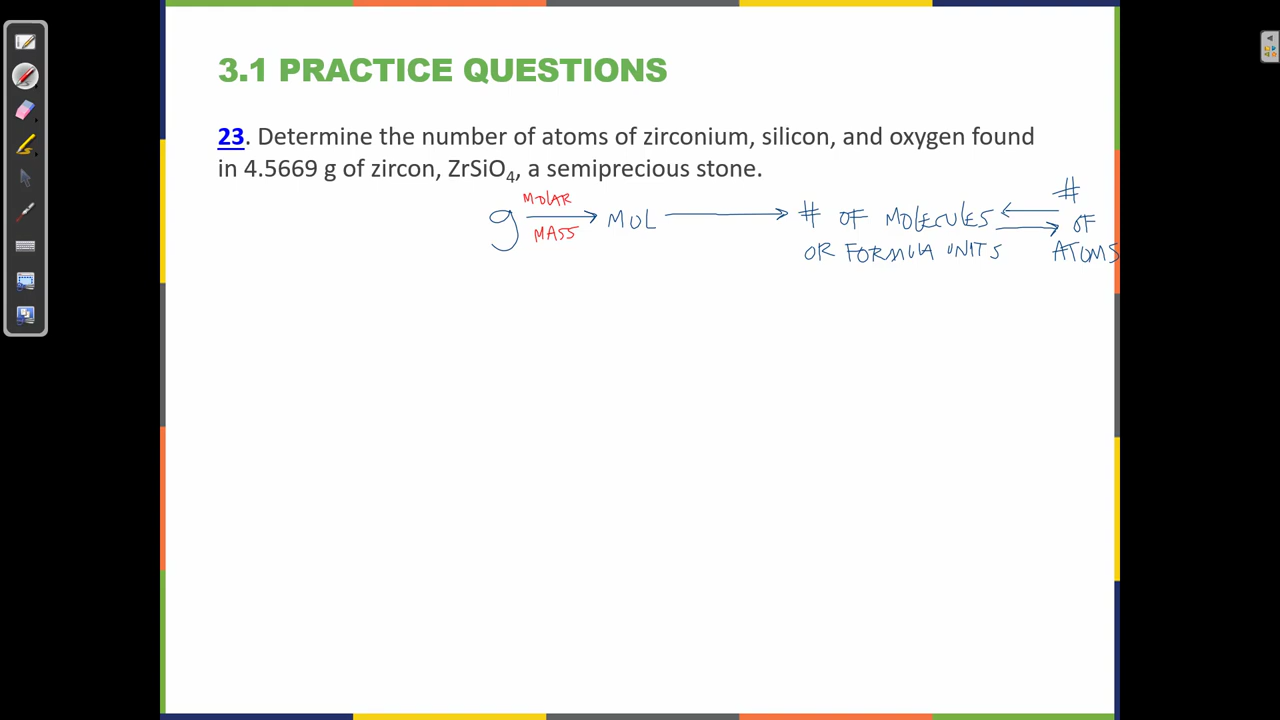 3.1 PRACTICE QUESTIONS
23. Determine the number of atoms of zirconium, silicon, and oxygen found
in 4.5669 g of zircon, ZrSiO₄, a semiprecious stone.
g MOLAR MASS MOL # OF MOLECULES # OF
OR FORMULA UNITS ATOMS